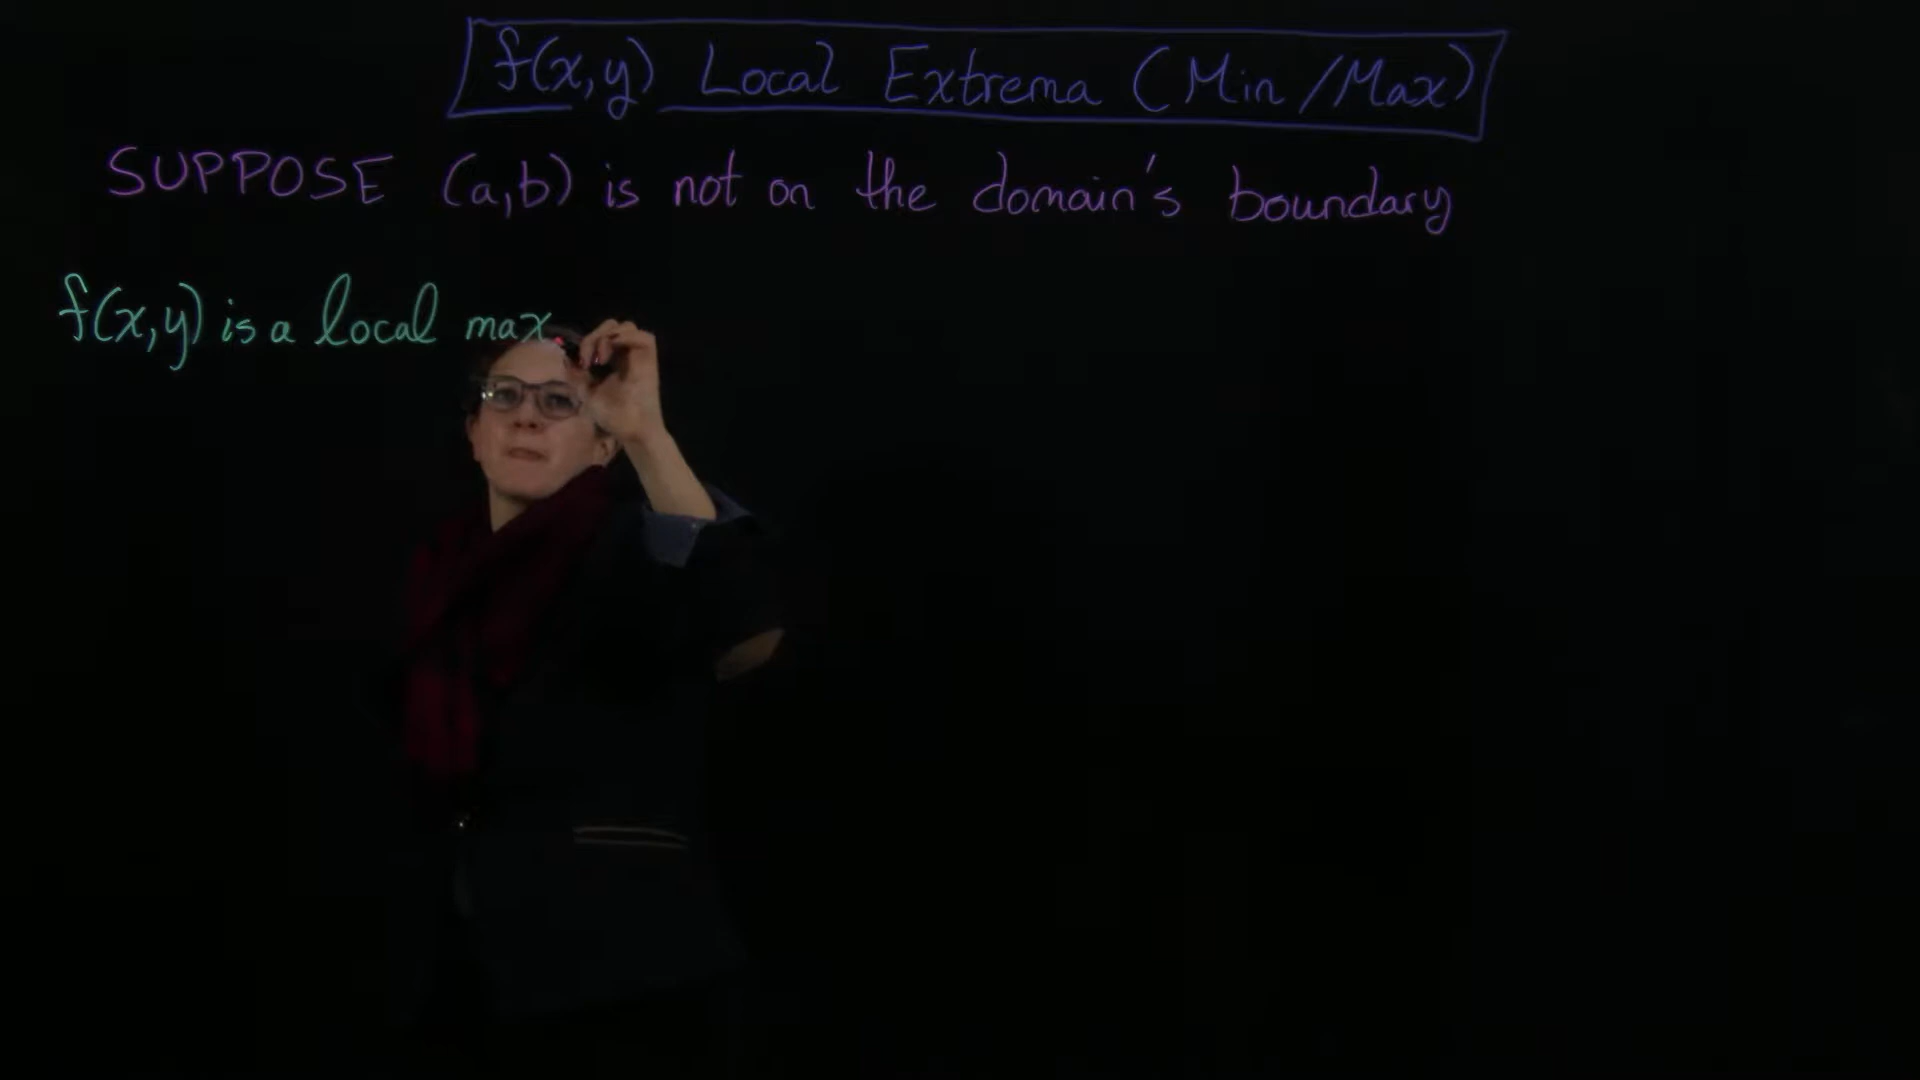 f(x,y) Local Extrema (Min/Max)
SUPPOSE (a,b) is not on the domain's boundary
f(x,y) is a local max